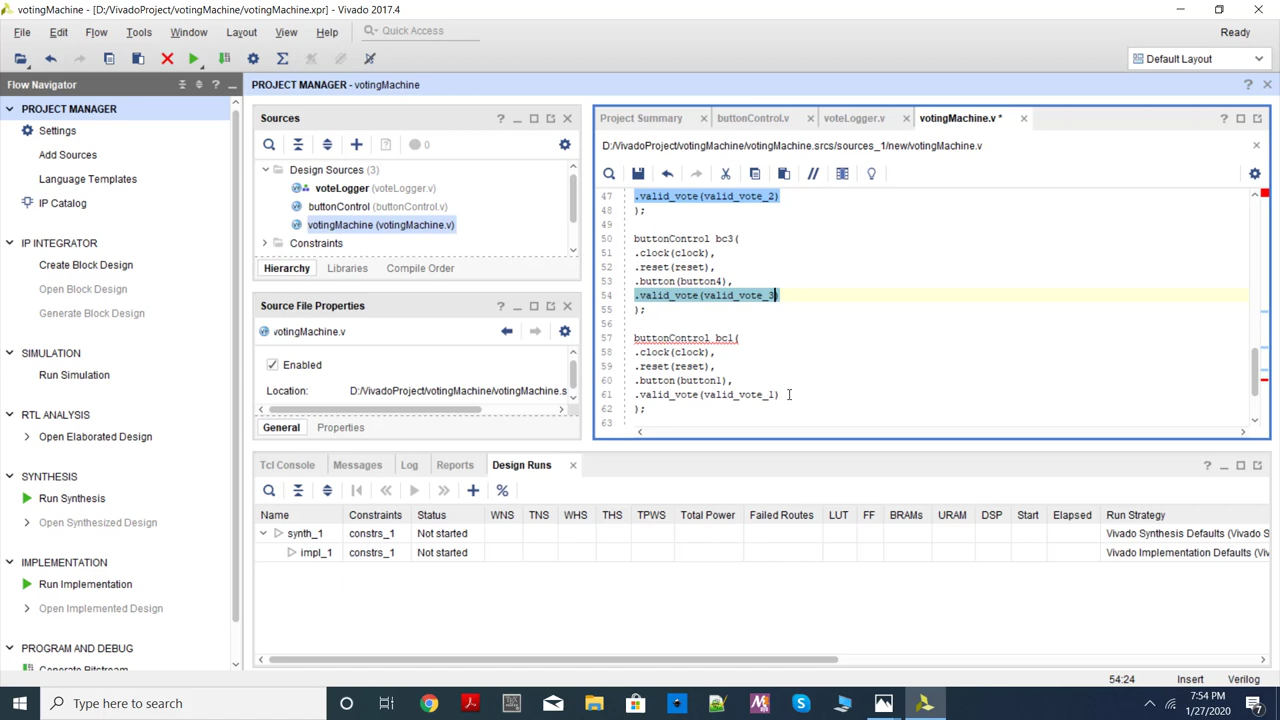 votingMachine - [D:/VivadoProject/votingMachine/votingMachine.xpr] - Vivado 2017.4
File Edit Flow Tools Window Layout View Help Quick Access Ready
Default Layout
Flow Navigator
PROJECT MANAGER - votingMachine
PROJECT MANAGER
Settings
Add Sources
Language Templates
IP Catalog
IP INTEGRATOR
Create Block Design
Open Block Design
Generate Block Design
SIMULATION
Run Simulation
RTL ANALYSIS
Open Elaborated Design
SYNTHESIS
Run Synthesis
Open Synthesized Design
IMPLEMENTATION
Run Implementation
Open Implemented Design
PROGRAM AND DEBUG
Generate Bitstream
Sources
0
Design Sources (3)
voteLogger (voteLogger.v)
buttonControl (buttonControl.v)
votingMachine (votingMachine.v)
Constraints
Hierarchy Libraries Compile Order
Source File Properties
votingMachine.v
Enabled
Location: D:/VivadoProject/votingMachine/votingMachine.s
General Properties
Project Summary buttonControl.v voteLogger.v votingMachine.v *
D:/VivadoProject/votingMachine/votingMachine.srcs/sources_1/new/votingMachine.v
47 .valid_vote(valid_vote_2)
48 );
49
50 buttonControl bc3(
51 .clock(clock),
52 .reset(reset),
53 .button(button4),
54 .valid_vote(valid_vote_3)
55 );
56
57 buttonControl bc1(
58 .clock(clock),
59 .reset(reset),
60 .button(button1),
61 .valid_vote(valid_vote_1)
62 );
63
Tcl Console Messages Log Reports Design Runs
Name Constraints Status WNS TNS WHS THS TPWS Total Power Failed Routes LUT FF BRAMs URAM DSP Start Elapsed Run Strategy
synth_1 constrs_1 Not started Vivado Synthesis Defaults (Vivado S
impl_1 constrs_1 Not started Vivado Implementation Defaults (Viv
54:24 Insert Verilog
Type here to search
7:54 PM
1/27/2020
7